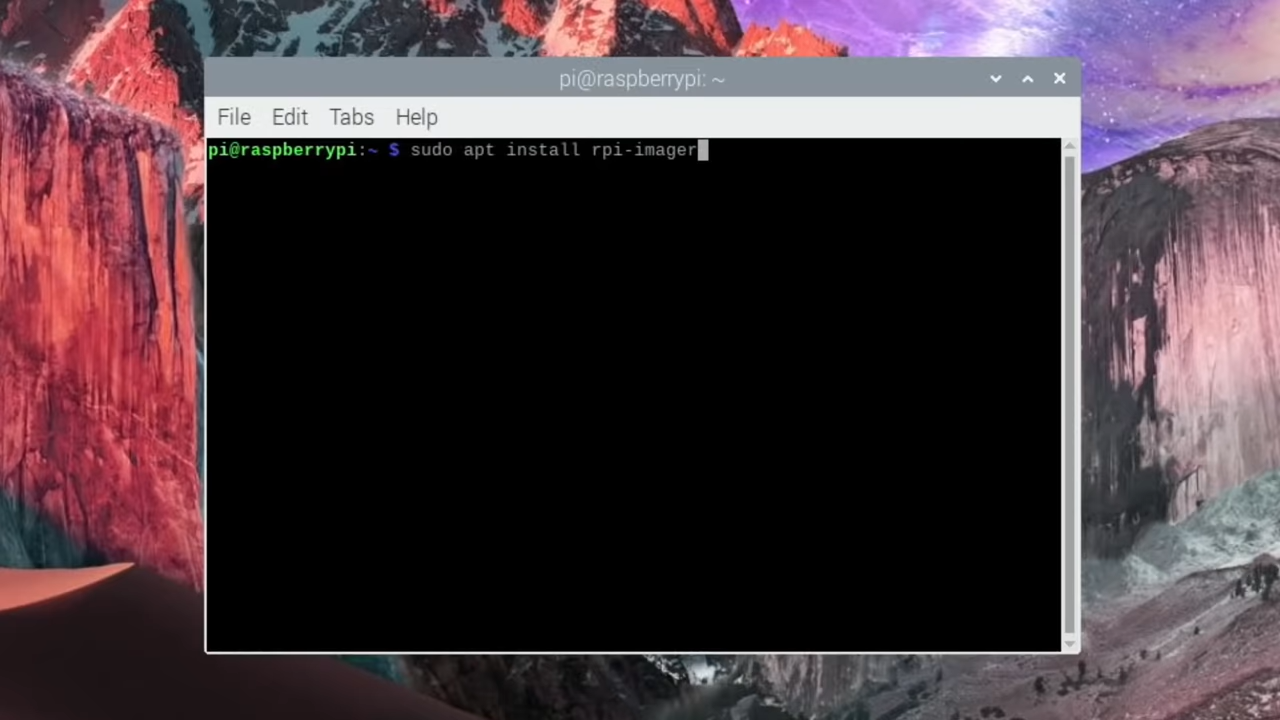 pi@raspberrypi: ~
File Edit Tabs Help
pi@raspberrypi:~ $ sudo apt install rpi-imager